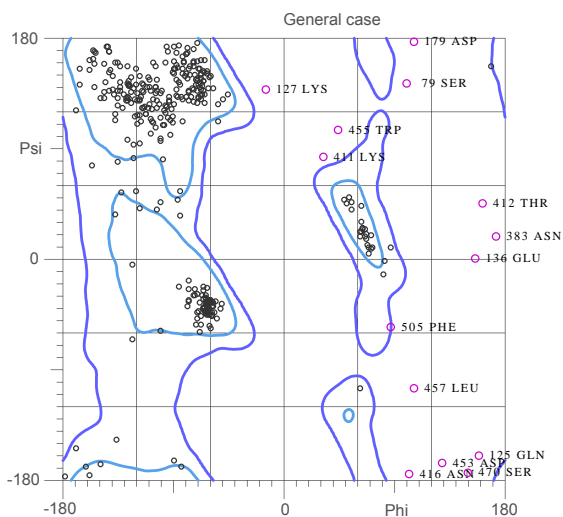 General case
180
179 ASP
79 SER
127 LYS
455 TRP
Psi
411 LYS
412 THR
383 ASN
0
136 GLU
505 PHE
457 LEU
125 GLN
453 ASP
470 SER
416 ASN
-180
-180
0
Phi
180